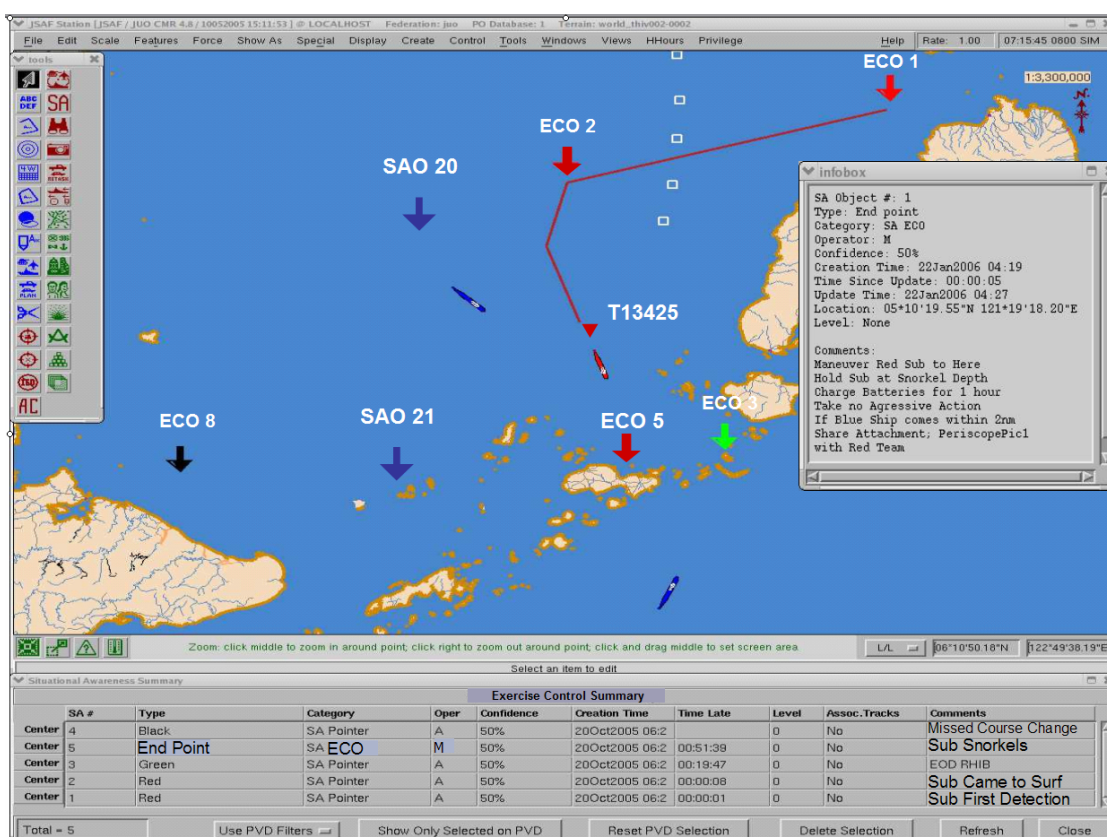 JSAF Station [JSAF / JUO CMR 4.8 / 10052005 15:11:53 ] @ LOCALHOST Federation: juo PO Database: 1 Terrain: world_thiv002-0002
File Edit Scale Features Force Show As Special Display Create Control Tools Windows Views HHours Privilege Help Rate: 1.00 07:15:45 0800 SIM
tools
ABC
DEF
SA
4W
RETASK
PLAN
AC
ECO 1
1:3,300,000
N
ECO 2
SAO 20
T13425
ECO 3
ECO 8
SAO 21
ECO 5
infobox
SA Object #: 1
Type: End point
Category: SA ECO
Operator: M
Confidence: 50%
Creation Time: 22Jan2006 04:19
Time Since Update: 00:00:05
Update Time: 22Jan2006 04:27
Location: 05*10'19.55"N 121*19'18.20"E
Level: None
Comments:
Maneuver Red Sub to Here
Hold Sub at Snorkel Depth
Charge Batteries for 1 hour
Take no Agressive Action
If Blue Ship comes within 2nm
Share Attachment; PeriscopePic1
with Red Team
Zoom: click middle to zoom in around point; click right to zoom out around point; click and drag middle to set screen area L/L 06*10'50.18"N 122*49'38.19"E
Select an item to edit
Situational Awareness Summary
Exercise Control Summary
SA # Type Category Oper Confidence Creation Time Time Late Level Assoc.Tracks Comments
Center 4 Black SA Pointer A 50% 20Oct2005 06:2 0 No Missed Course Change
Center 5 End Point SA ECO M 50% 20Oct2005 06:2 00:51:39 0 No Sub Snorkels
Center 3 Green SA Pointer A 50% 20Oct2005 06:2 00:19:47 0 No EOD RHIB
Center 2 Red SA Pointer A 50% 20Oct2005 06:2 00:00:08 0 No Sub Came to Surf
Center 1 Red SA Pointer A 50% 20Oct2005 06:2 00:00:01 0 No Sub First Detection
Total = 5 Use PVD Filters Show Only Selected on PVD Reset PVD Selection Delete Selection Refresh Close